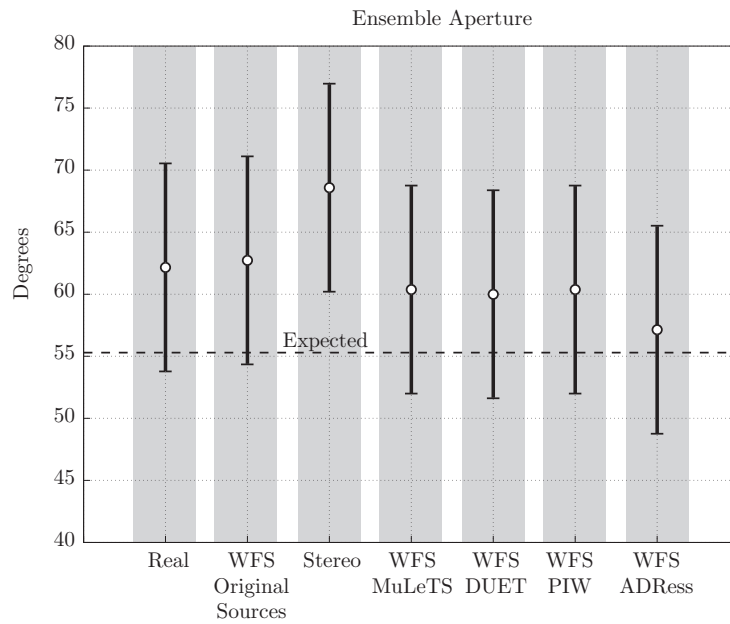 Ensemble Aperture
80
75
70
65
60
55
50
45
40
Degrees
Expected
Real
WFS
Original
Sources
Stereo
WFS
MuLeTS
WFS
DUET
WFS
PIW
WFS
ADRess